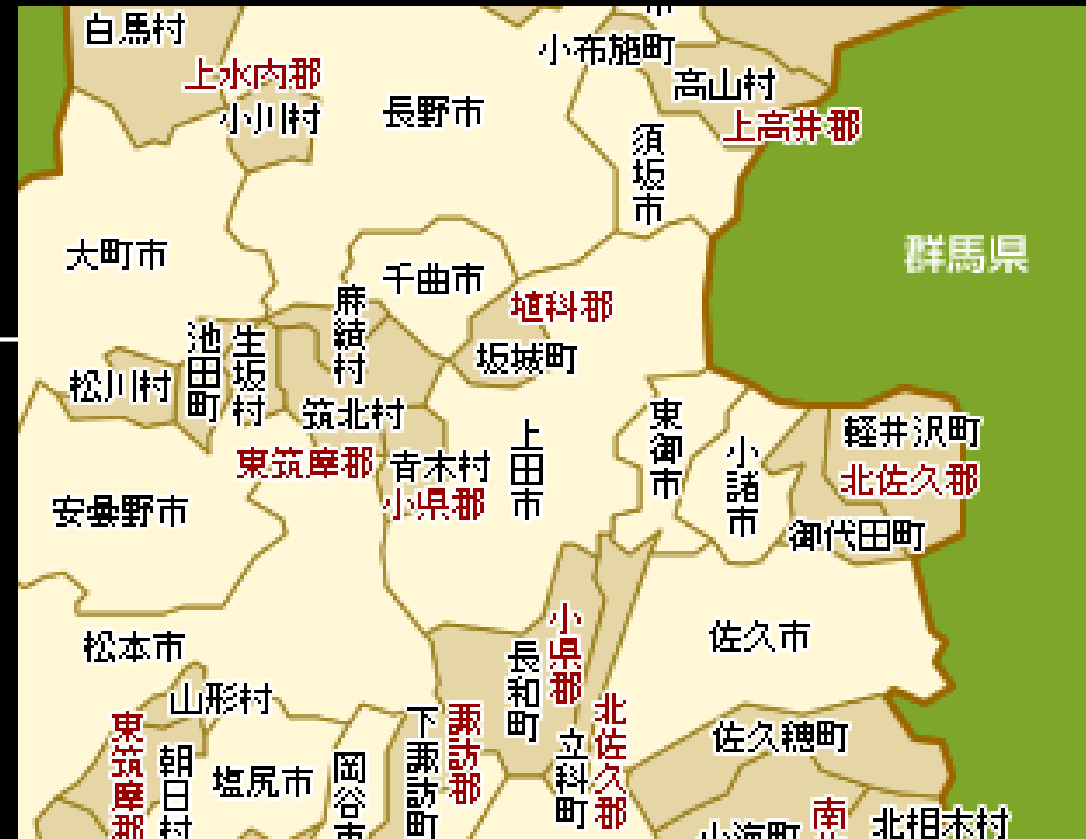 白馬村
小布施町
上水内郡
高山村
小川村
長野市
上高井郡
須坂市
大町市
群馬県
千曲市
埴科郡
麻績村
池田町
生坂村
坂城町
松川村
筑北村
東御市
軽井沢町
上田市
小諸市
東筑摩郡
青木村
北佐久郡
小県郡
安曇野市
御代田町
小県郡
佐久市
松本市
長和町
山形村
北佐久郡
下諏訪町
諏訪郡
東筑摩郡
佐久穂町
立科町
朝日村
塩尻市
岡谷市
小海町
南
北相木村